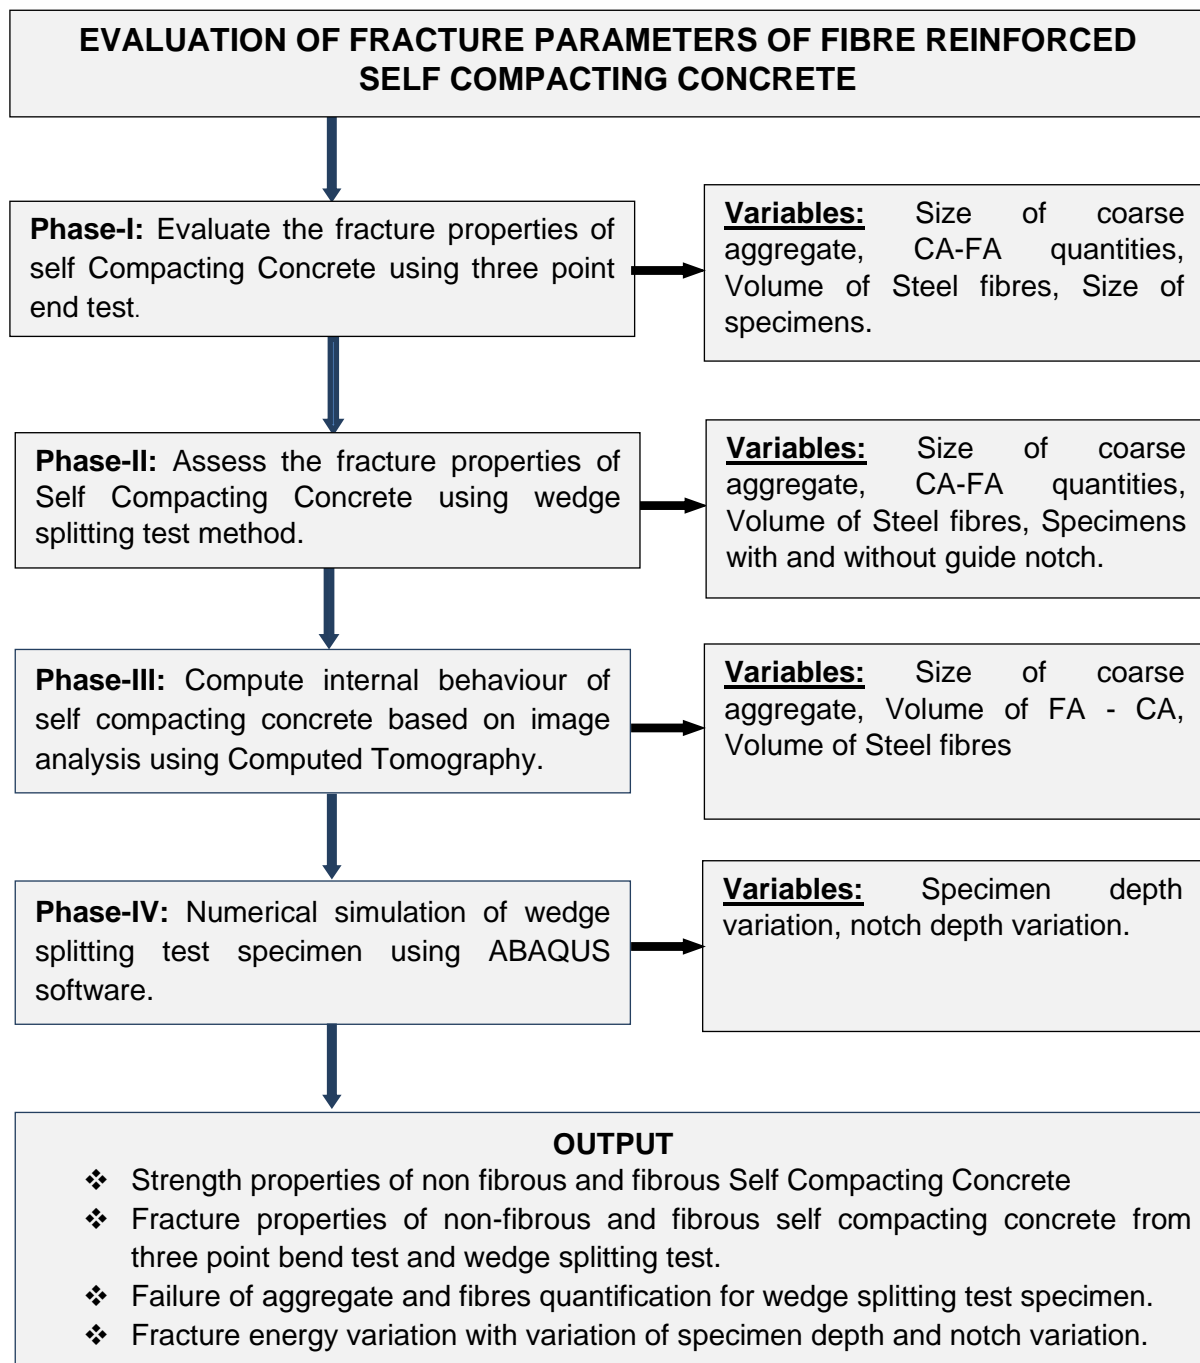 EVALUATION OF FRACTURE PARAMETERS OF FIBRE REINFORCED
SELF COMPACTING CONCRETE
Phase-I: Evaluate the fracture properties of
self Compacting Concrete using three point
end test.
Variables: Size of coarse
aggregate, CA-FA quantities,
Volume of Steel fibres, Size of
specimens.
Phase-II: Assess the fracture properties of
Self Compacting Concrete using wedge
splitting test method.
Variables: Size of coarse
aggregate, CA-FA quantities,
Volume of Steel fibres, Specimens
with and without guide notch.
Phase-III: Compute internal behaviour of
self compacting concrete based on image
analysis using Computed Tomography.
Variables: Size of coarse
aggregate, Volume of FA - CA,
Volume of Steel fibres
Phase-IV: Numerical simulation of wedge
splitting test specimen using ABAQUS
software.
Variables: Specimen depth
variation, notch depth variation.
OUTPUT
❖ Strength properties of non fibrous and fibrous Self Compacting Concrete
❖ Fracture properties of non-fibrous and fibrous self compacting concrete from
three point bend test and wedge splitting test.
❖ Failure of aggregate and fibres quantification for wedge splitting test specimen.
❖ Fracture energy variation with variation of specimen depth and notch variation.